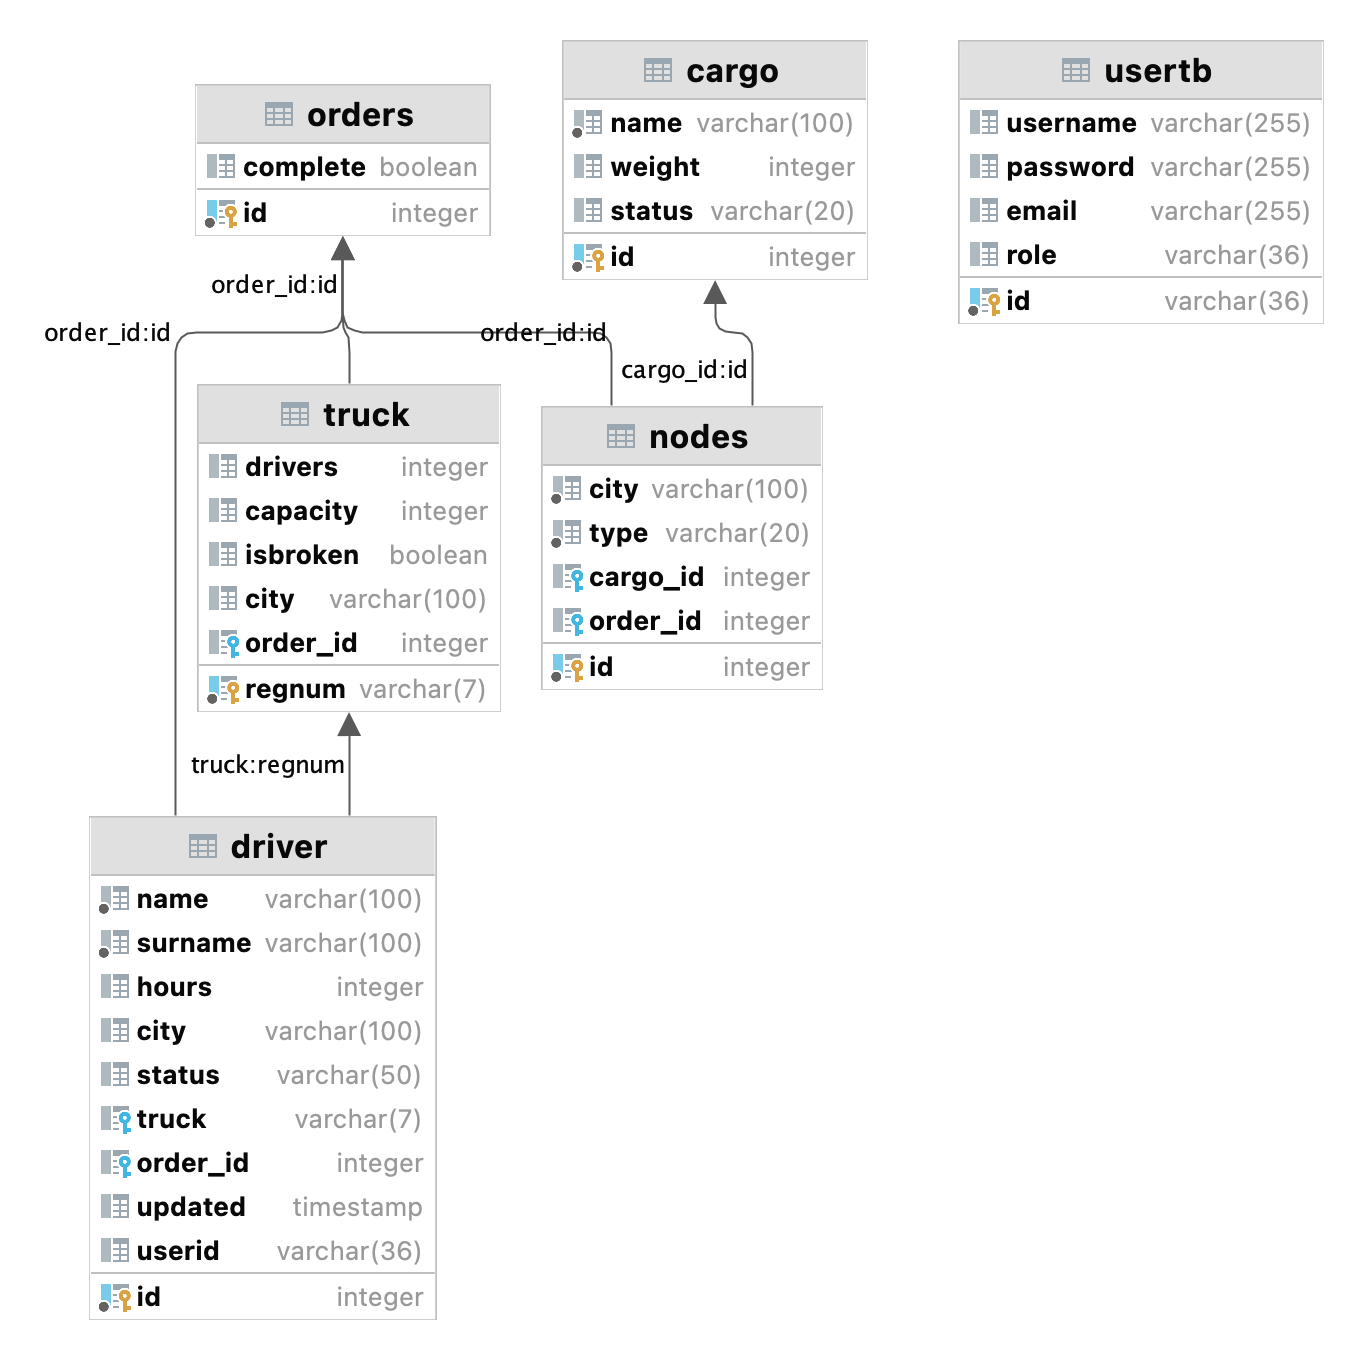 orders
complete boolean
id integer
cargo
name varchar(100)
weight integer
status varchar(20)
id integer
usertb
username varchar(255)
password varchar(255)
email varchar(255)
role varchar(36)
id varchar(36)
order_id:id
order_id:id
order_id:id
cargo_id:id
truck
drivers integer
capacity integer
isbroken boolean
city varchar(100)
order_id integer
regnum varchar(7)
nodes
city varchar(100)
type varchar(20)
cargo_id integer
order_id integer
id integer
truck:regnum
driver
name varchar(100)
surname varchar(100)
hours integer
city varchar(100)
status varchar(50)
truck varchar(7)
order_id integer
updated timestamp
userid varchar(36)
id integer